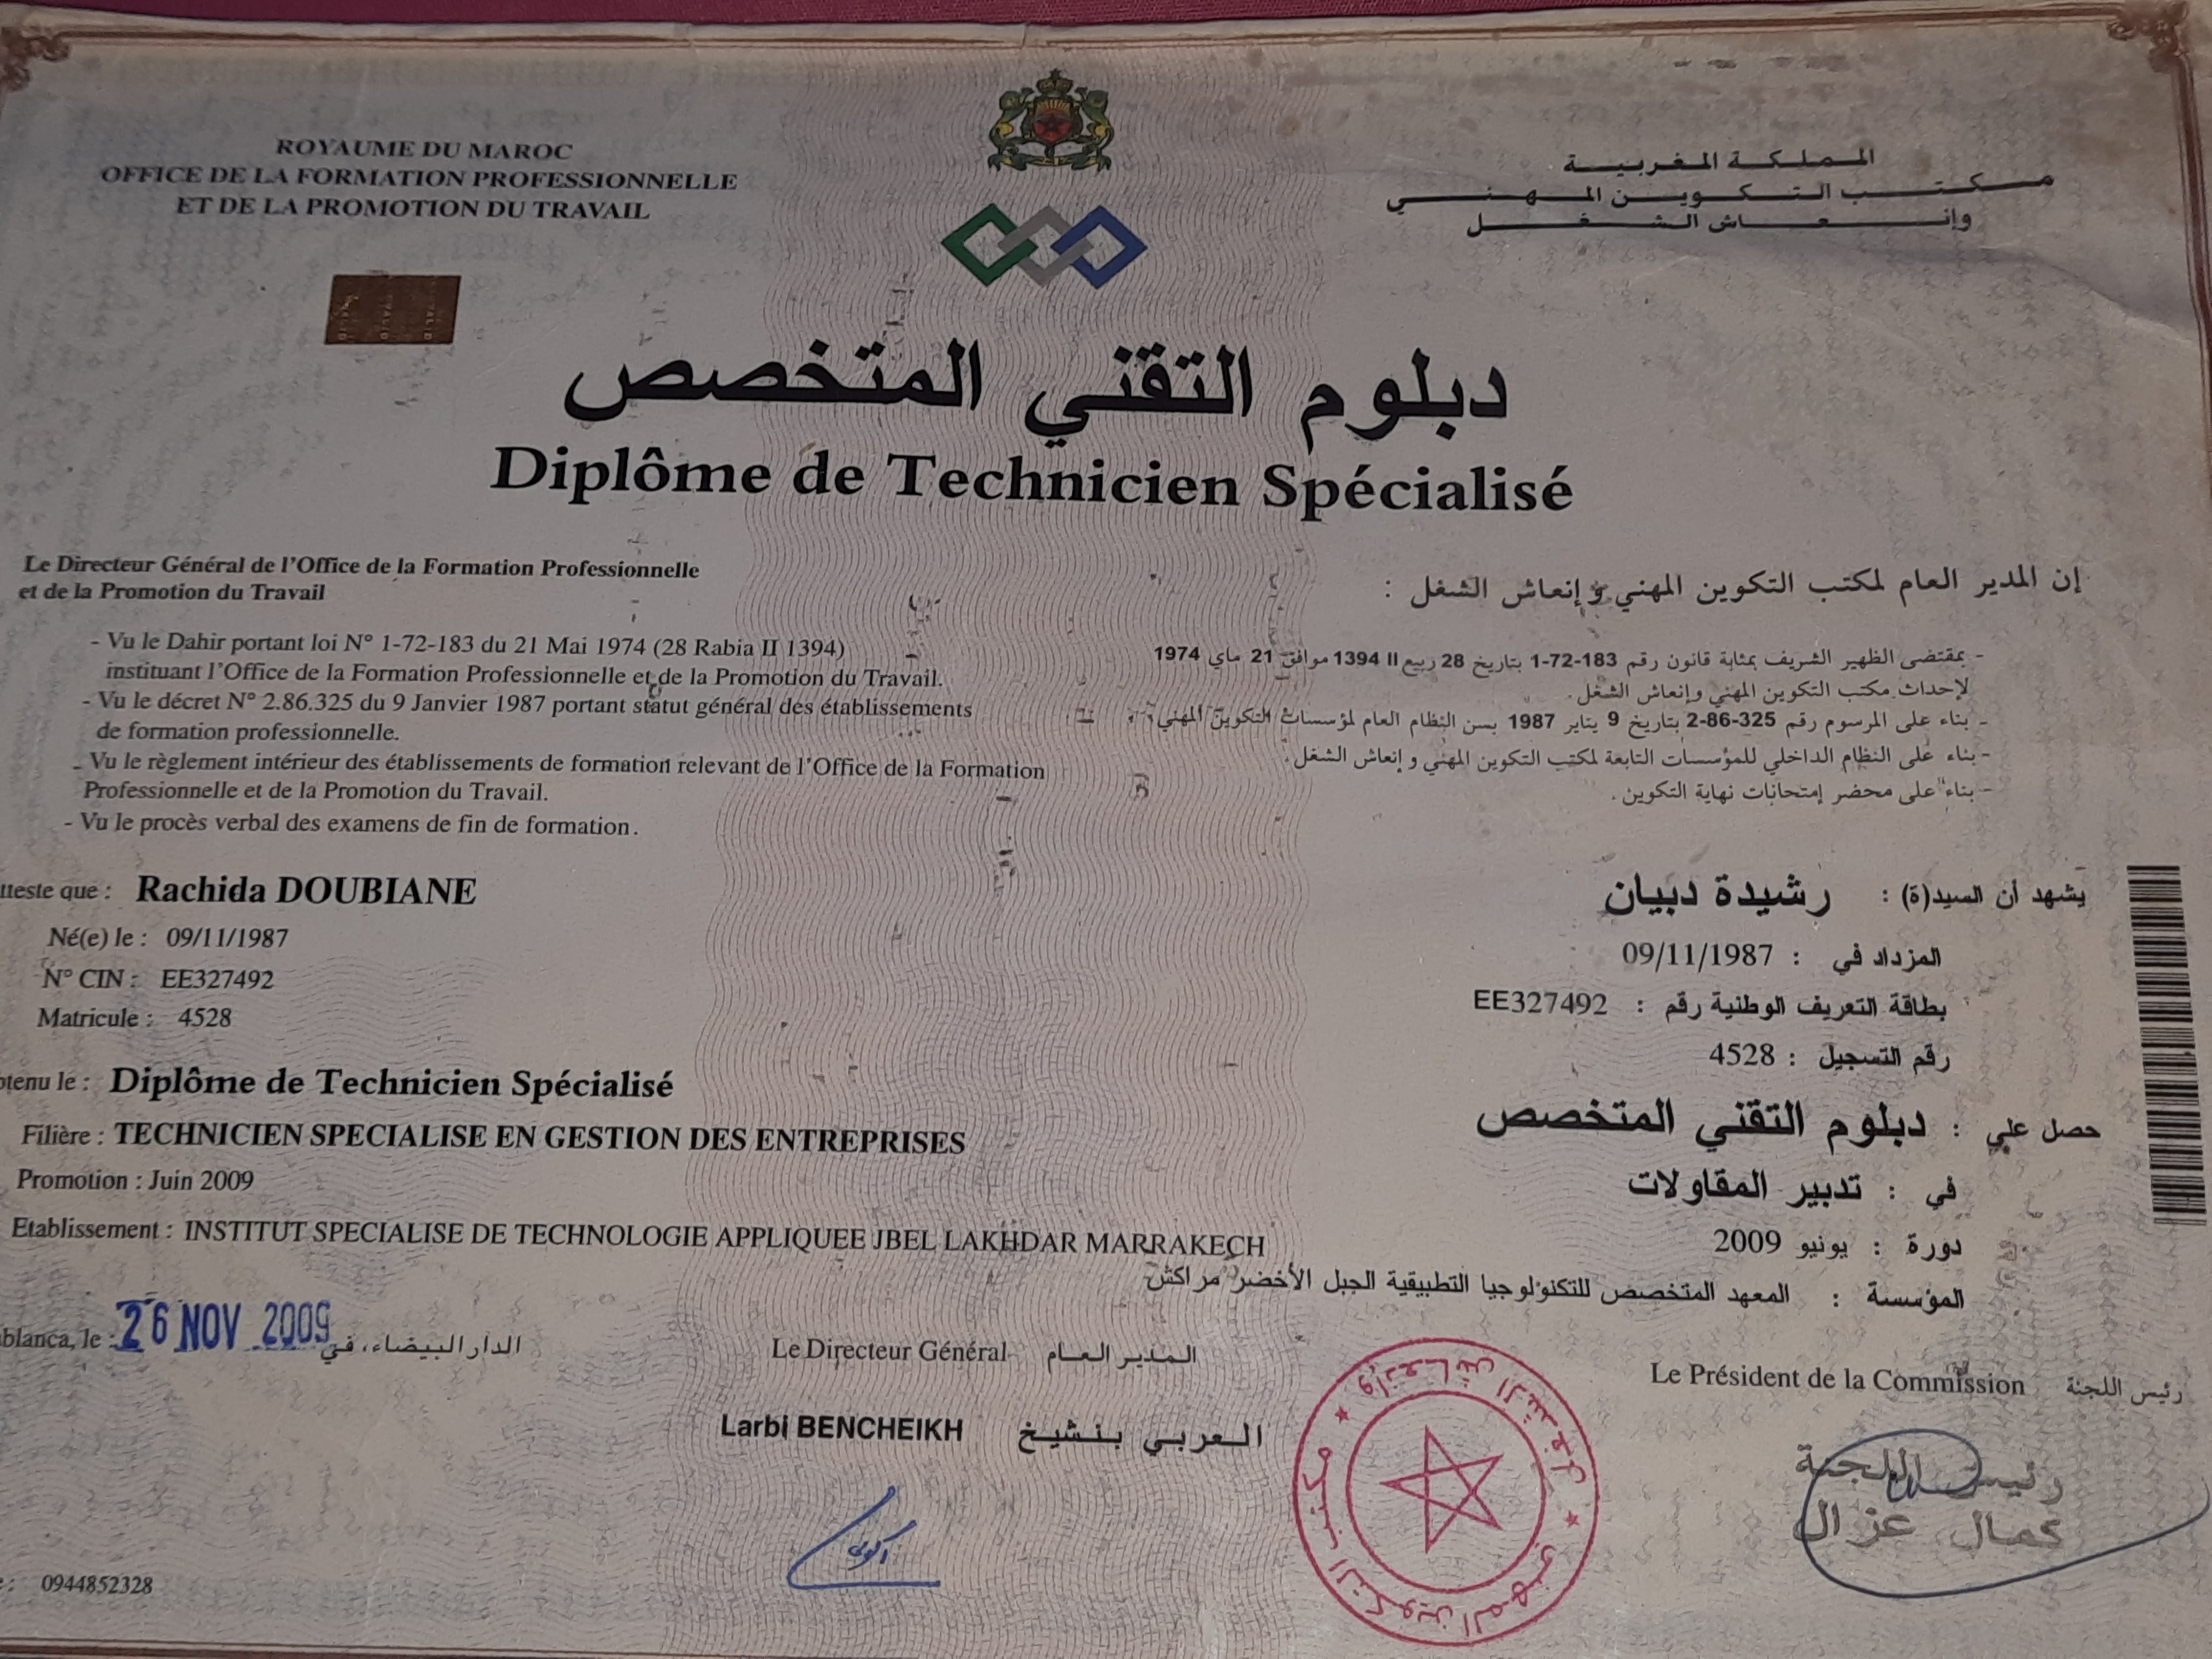 ROYAUME DU MAROC
OFFICE DE LA FORMATION PROFESSIONNELLE
ET DE LA PROMOTION DU TRAVAIL
المملكة المغربية
مكتب التكوين المهني
وإنعاش الشغل
دبلوم التقني المتخصص
Diplôme de Technicien Spécialisé
Le Directeur Général de l'Office de la Formation Professionnelle
et de la Promotion du Travail
- Vu le Dahir portant loi N° 1-72-183 du 21 Mai 1974 (28 Rabia II 1394)
instituant l'Office de la Formation Professionnelle et de la Promotion du Travail.
- Vu le décret N° 2.86.325 du 9 Janvier 1987 portant statut général des établissements
de formation professionnelle.
- Vu le règlement intérieur des établissements de formation relevant de l'Office de la Formation
Professionnelle et de la Promotion du Travail.
- Vu le procès verbal des examens de fin de formation.
إن المدير العام لمكتب التكوين المهني و إنعاش الشغل :
- بمقتضى الظهير الشريف بمثابة قانون رقم 183-72-1 بتاريخ 28 ربيع II 1394 موافق 21 ماي 1974
لإحداث مكتب التكوين المهني وإنعاش الشغل.
- بناء على المرسوم رقم 325-86-2 بتاريخ 9 يناير 1987 بسن النظام العام لمؤسسات التكوين المهني.
- بناء على النظام الداخلي للمؤسسات التابعة لمكتب التكوين المهني و إنعاش الشغل.
- بناء على محضر إمتحانات نهاية التكوين.
tteste que : Rachida DOUBIANE
Né(e) le : 09/11/1987
N° CIN : EE327492
Matricule : 4528
يشهد أن السيد(ة) : رشيدة دبيان
المزداد في : 09/11/1987
بطاقة التعريف الوطنية رقم : EE327492
رقم التسجيل : 4528
btenu le : Diplôme de Technicien Spécialisé
Filière : TECHNICIEN SPECIALISE EN GESTION DES ENTREPRISES
Promotion : Juin 2009
Etablissement : INSTITUT SPECIALISE DE TECHNOLOGIE APPLIQUEE JBEL LAKHDAR MARRAKECH
حصل على : دبلوم التقني المتخصص
في : تدبير المقاولات
دورة : يونيو 2009
المؤسسة : المعهد المتخصص للتكنولوجيا التطبيقية الجبل الأخضر مراكش
blanca, le : 26 NOV 2009 الدار البيضاء، في
Le Directeur Général المدير العام
Larbi BENCHEIKH العربي بنشيخ
مكتب التكوين المهني وإنعاش الشغل
Le Président de la Commission رئيس اللجنة
رئيس اللجنة
كمال غزال
: 0944852328